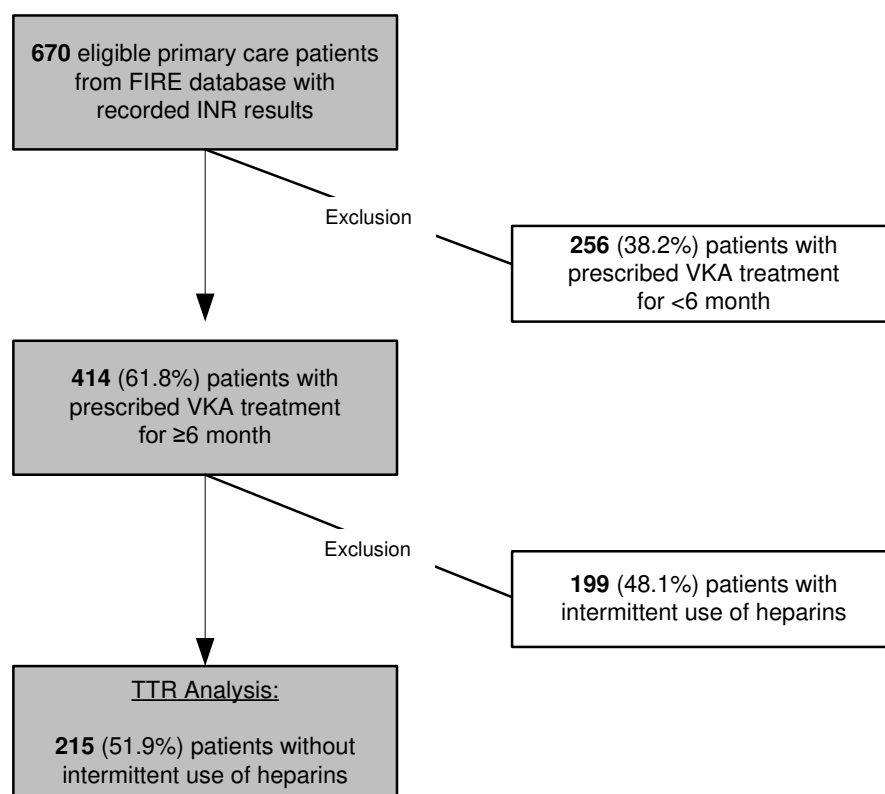 670 eligible primary care patients
from FIRE database with
recorded INR results
Exclusion
256 (38.2%) patients with
prescribed VKA treatment
for <6 month
414 (61.8%) patients with
prescribed VKA treatment
for ≥6 month
Exclusion
199 (48.1%) patients with
intermittent use of heparins
TTR Analysis:
215 (51.9%) patients without
intermittent use of heparins